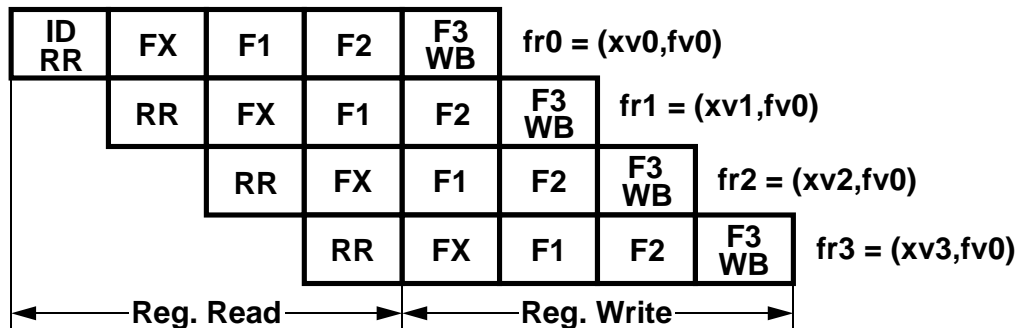 ID RR FX F1 F2 F3 WB fr0 = (xv0,fv0)
RR FX F1 F2 F3 WB fr1 = (xv1,fv0)
RR FX F1 F2 F3 WB fr2 = (xv2,fv0)
RR FX F1 F2 F3 WB fr3 = (xv3,fv0)
Reg. Read Reg. Write